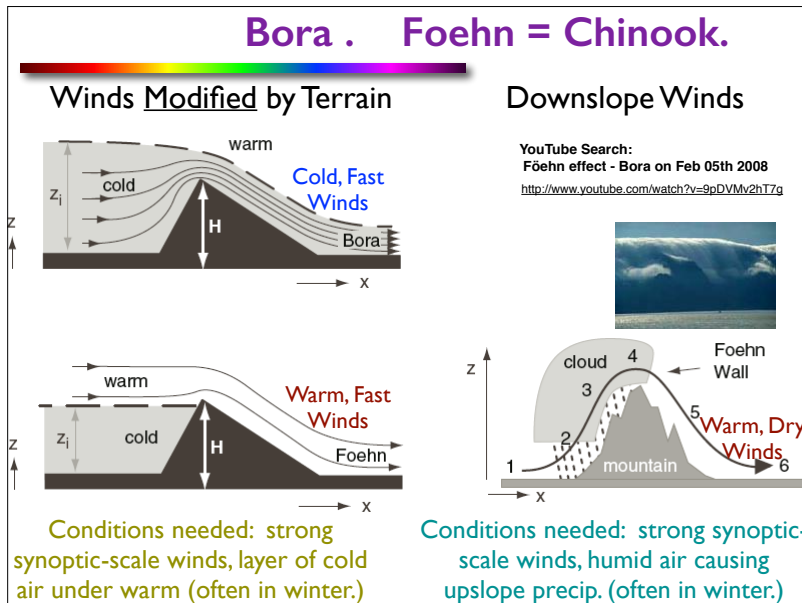 Bora .    Foehn = Chinook.
Winds Modified by Terrain
warm
cold
zi
H
z
x
Cold, Fast
Winds
Bora
warm
cold
zi
H
z
x
Warm, Fast
Winds
Foehn
Conditions needed: strong
synoptic-scale winds, layer of cold
air under warm (often in winter.)
Downslope Winds
YouTube Search:
Föehn effect - Bora on Feb 05th 2008
http://www.youtube.com/watch?v=9pDVMv2hT7g
z
cloud
4
Foehn
Wall
3
5
2
Warm, Dry
Winds
1
mountain
6
x
Conditions needed: strong synoptic-
scale winds, humid air causing
upslope precip. (often in winter.)